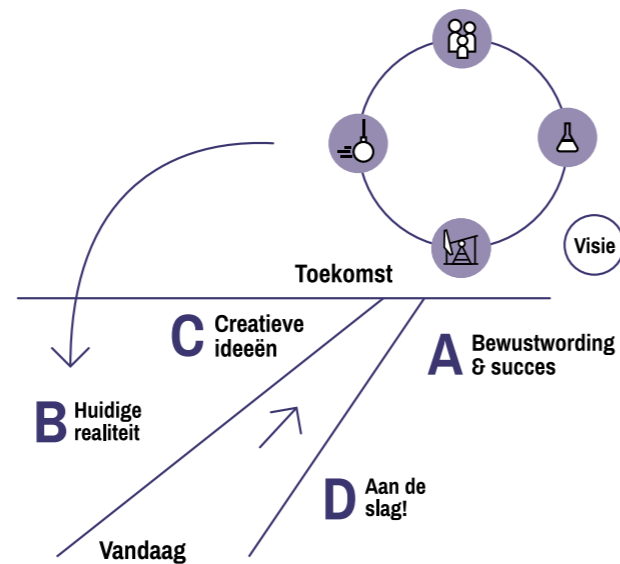 Visie
Toekomst
C Creatieve
ideeën
A Bewustwording
& succes
B Huidige
realiteit
D Aan de
slag!
Vandaag